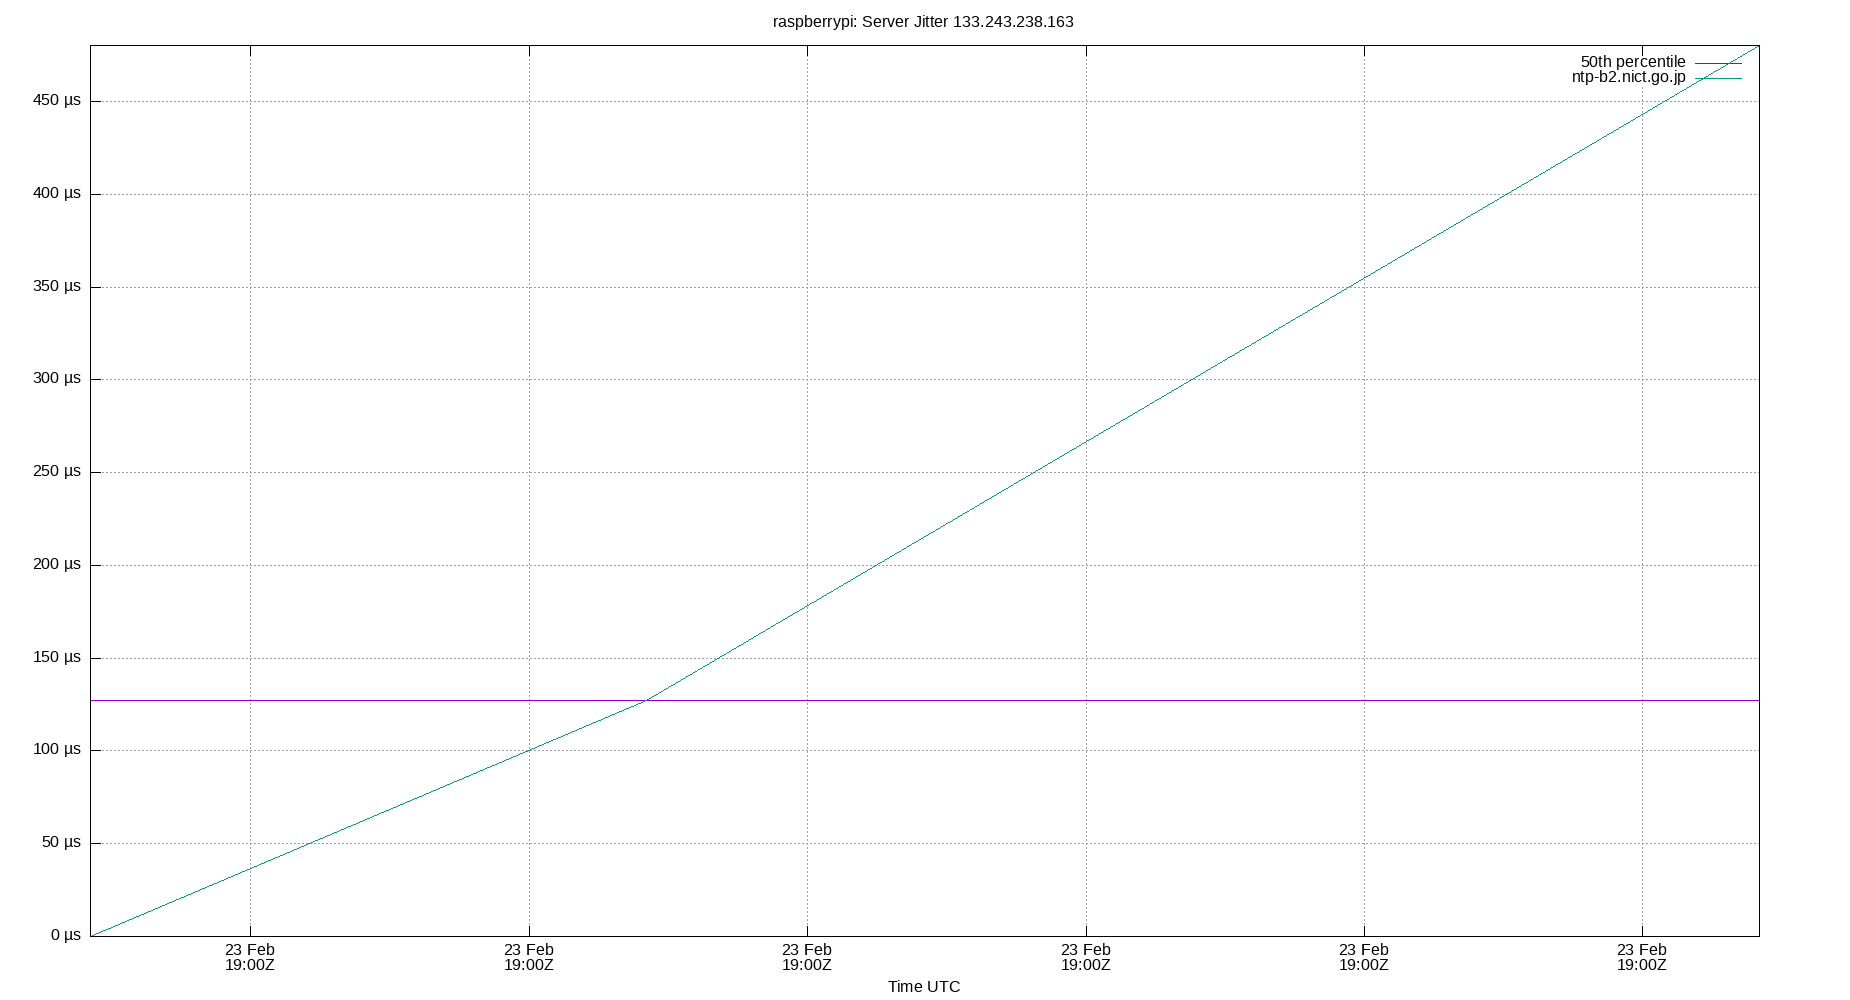 raspberrypi: Server Jitter 133.243.238.163
50th percentile
ntp-b2.nict.go.jp
450 µs
400 µs
350 µs
300 µs
250 µs
200 µs
150 µs
100 µs
50 µs
0 µs
23 Feb 23 Feb 23 Feb 23 Feb 23 Feb 23 Feb
19:00Z 19:00Z 19:00Z 19:00Z 19:00Z 19:00Z
Time UTC